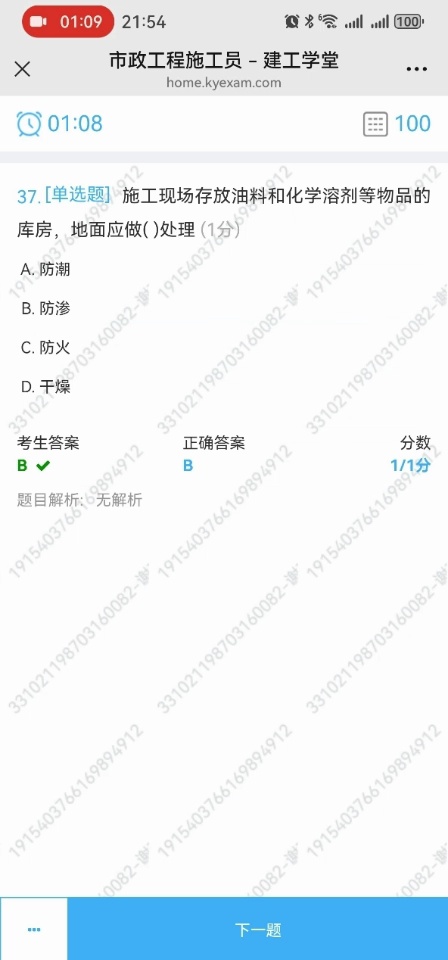 01:09 21:54 6 100
市政工程施工员 – 建工学堂
home.kyexam.com
01:08 100
37.[单选题] 施工现场存放油料和化学溶剂等物品的
库房，地面应做( )处理 (1分)
A. 防潮
B. 防渗
C. 防火
D. 干燥
考生答案 正确答案 分数
B B 1/1分
题目解析： 无解析
下一题
331021198703160082-
1915403766169894912